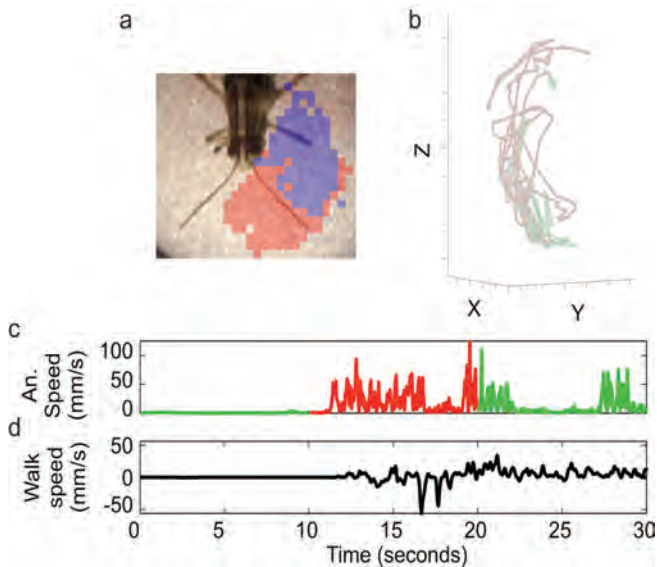 a
b
Z
X
Y
c
An.
Speed
(mm/s)
100
50
0
d
Walk
speed
(mm/s)
50
0
-50
0 5 10 15 20 25 30
Time (seconds)